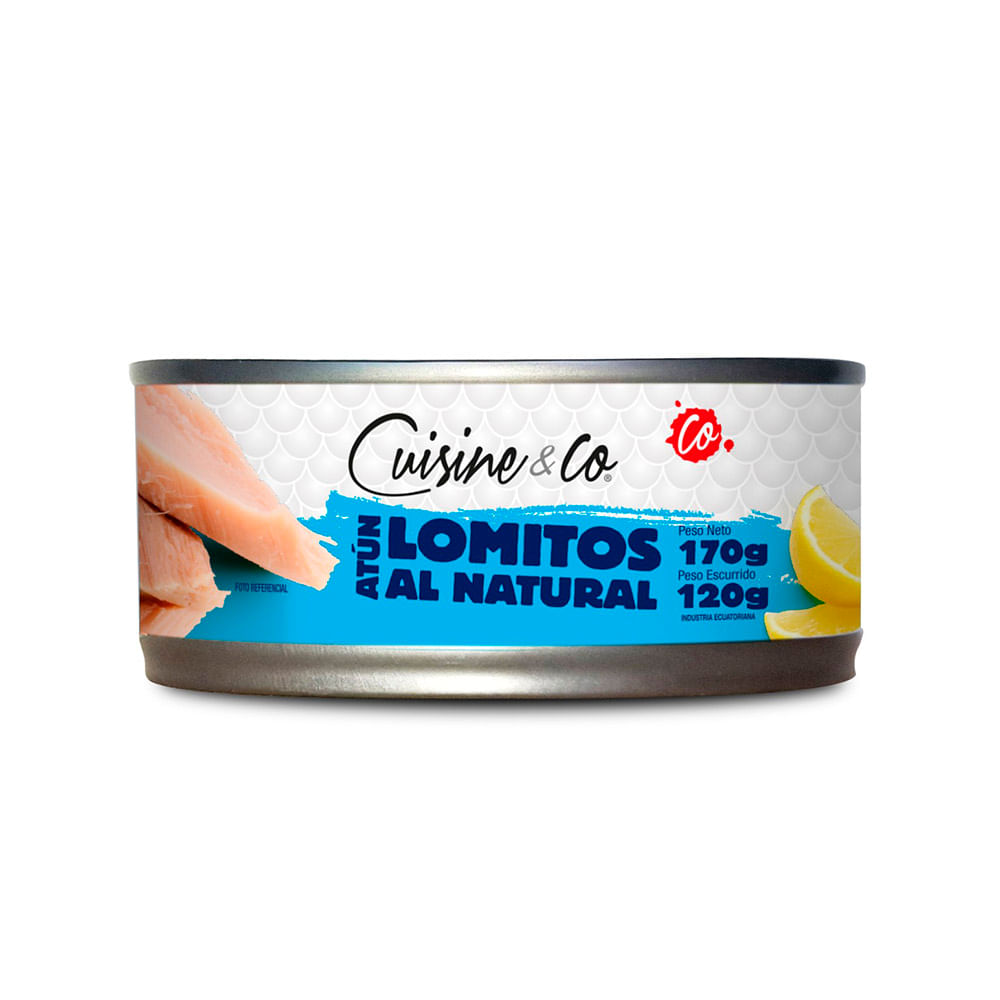 Cuisine & Co®
Co
ATÚN
LOMITOS
AL NATURAL
Peso Neto
170g
Peso Escurrido
120g
INDUSTRIA ECUATORIANA
FOTO REFERENCIAL